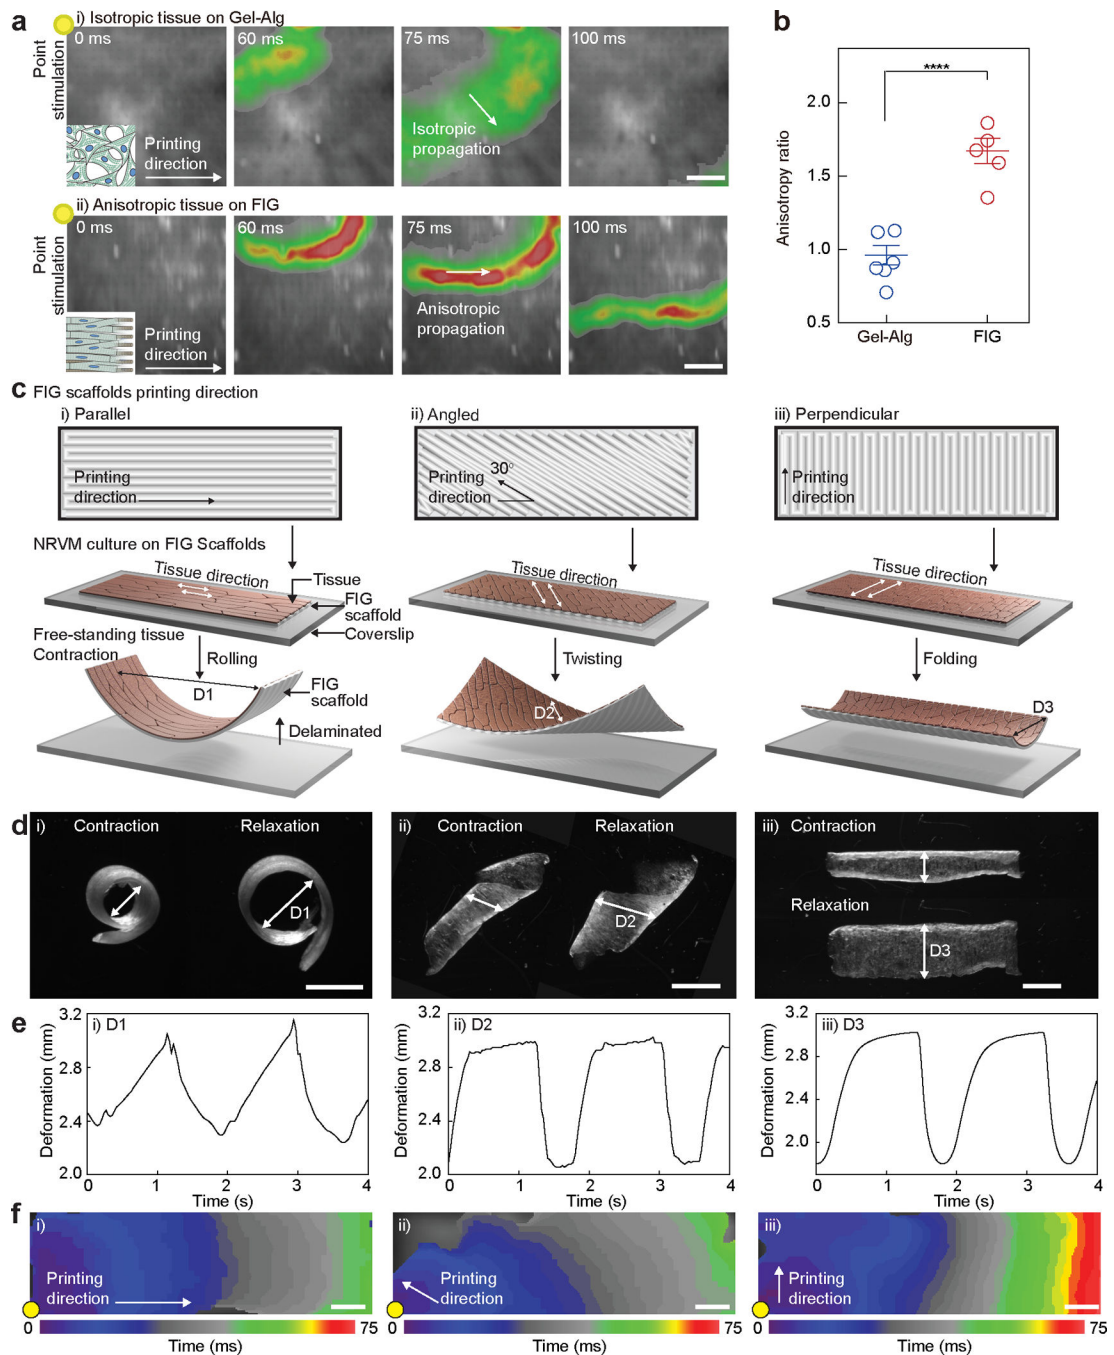 a
i) Isotropic tissue on Gel-Alg
Point
stimulation
0 ms
60 ms
75 ms
100 ms
Printing
direction
Isotropic
propagation
ii) Anisotropic tissue on FIG
Point
stimulation
0 ms
60 ms
75 ms
100 ms
Printing
direction
Anisotropic
propagation
b
****
Anisotropy ratio
2.0
1.5
1.0
0.5
Gel-Alg
FIG
c FIG scaffolds printing direction
i) Parallel
ii) Angled
iii) Perpendicular
Printing
direction
Printing
direction
30°
Printing
direction
NRVM culture on FIG Scaffolds
Tissue direction
Tissue
FIG
scaffold
Coverslip
Tissue direction
Tissue direction
Free-standing tissue
Contraction
Rolling
Twisting
Folding
D1
FIG
scaffold
Delaminated
D2
D3
d
i) Contraction
Relaxation
D1
ii) Contraction
Relaxation
D2
iii) Contraction
Relaxation
D3
e
i) D1
Deformation (mm)
3.2
2.8
2.4
2.0
0 1 2 3 4
Time (s)
ii) D2
Deformation (mm)
3.2
2.8
2.4
2.0
0 1 2 3 4
Time (s)
iii) D3
Deformation (mm)
3.2
2.8
2.4
2.0
0 1 2 3 4
Time (s)
f
i)
Printing
direction
0 75
Time (ms)
ii)
Printing
direction
0 75
Time (ms)
iii)
Printing
direction
0 75
Time (ms)